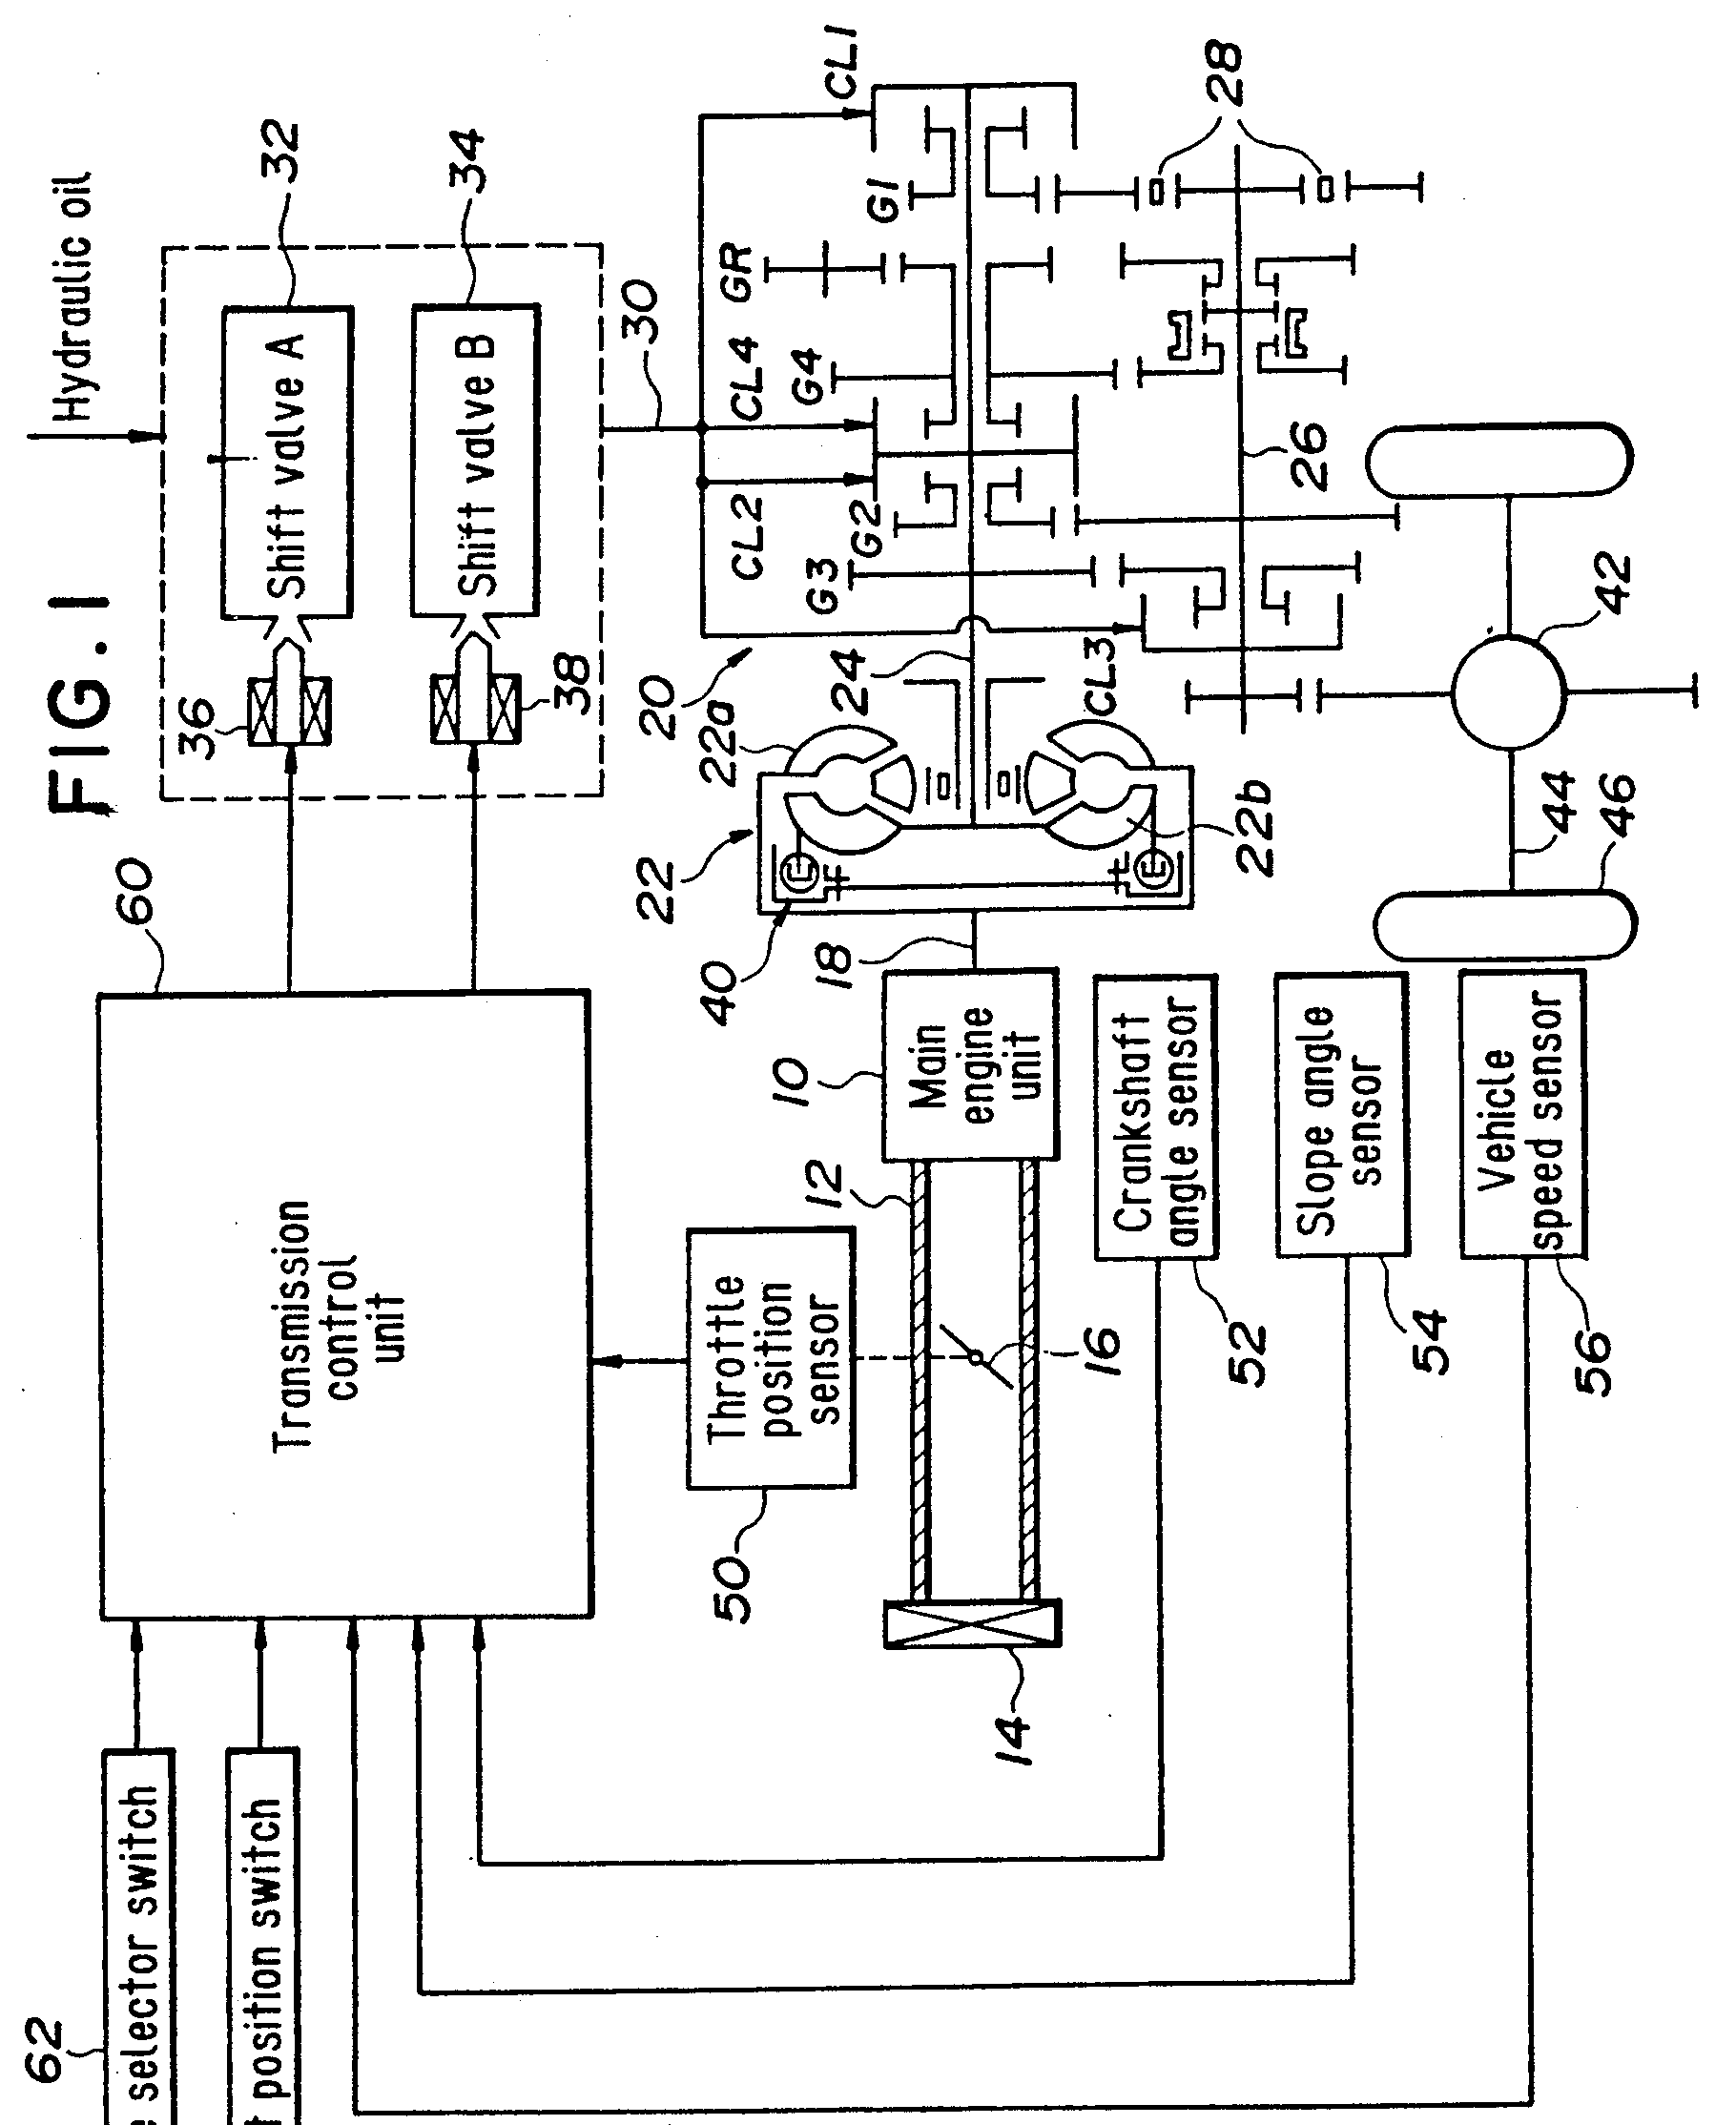 FIG. 1
Hydraulic oil
Shift valve A
32
Shift valve B
34
36
38
30
60
Transmission
control
unit
62
selector switch
position switch
Throttle
position
sensor
50
20
22
22a
22b
24
40
18
10
Main
engine
unit
12
14
16
CL1
CL2
CL3
CL4
G1
GR
G4
G2
G3
28
26
42
44
46
Crankshaft
angle sensor
52
Slope angle
sensor
54
Vehicle
speed sensor
56